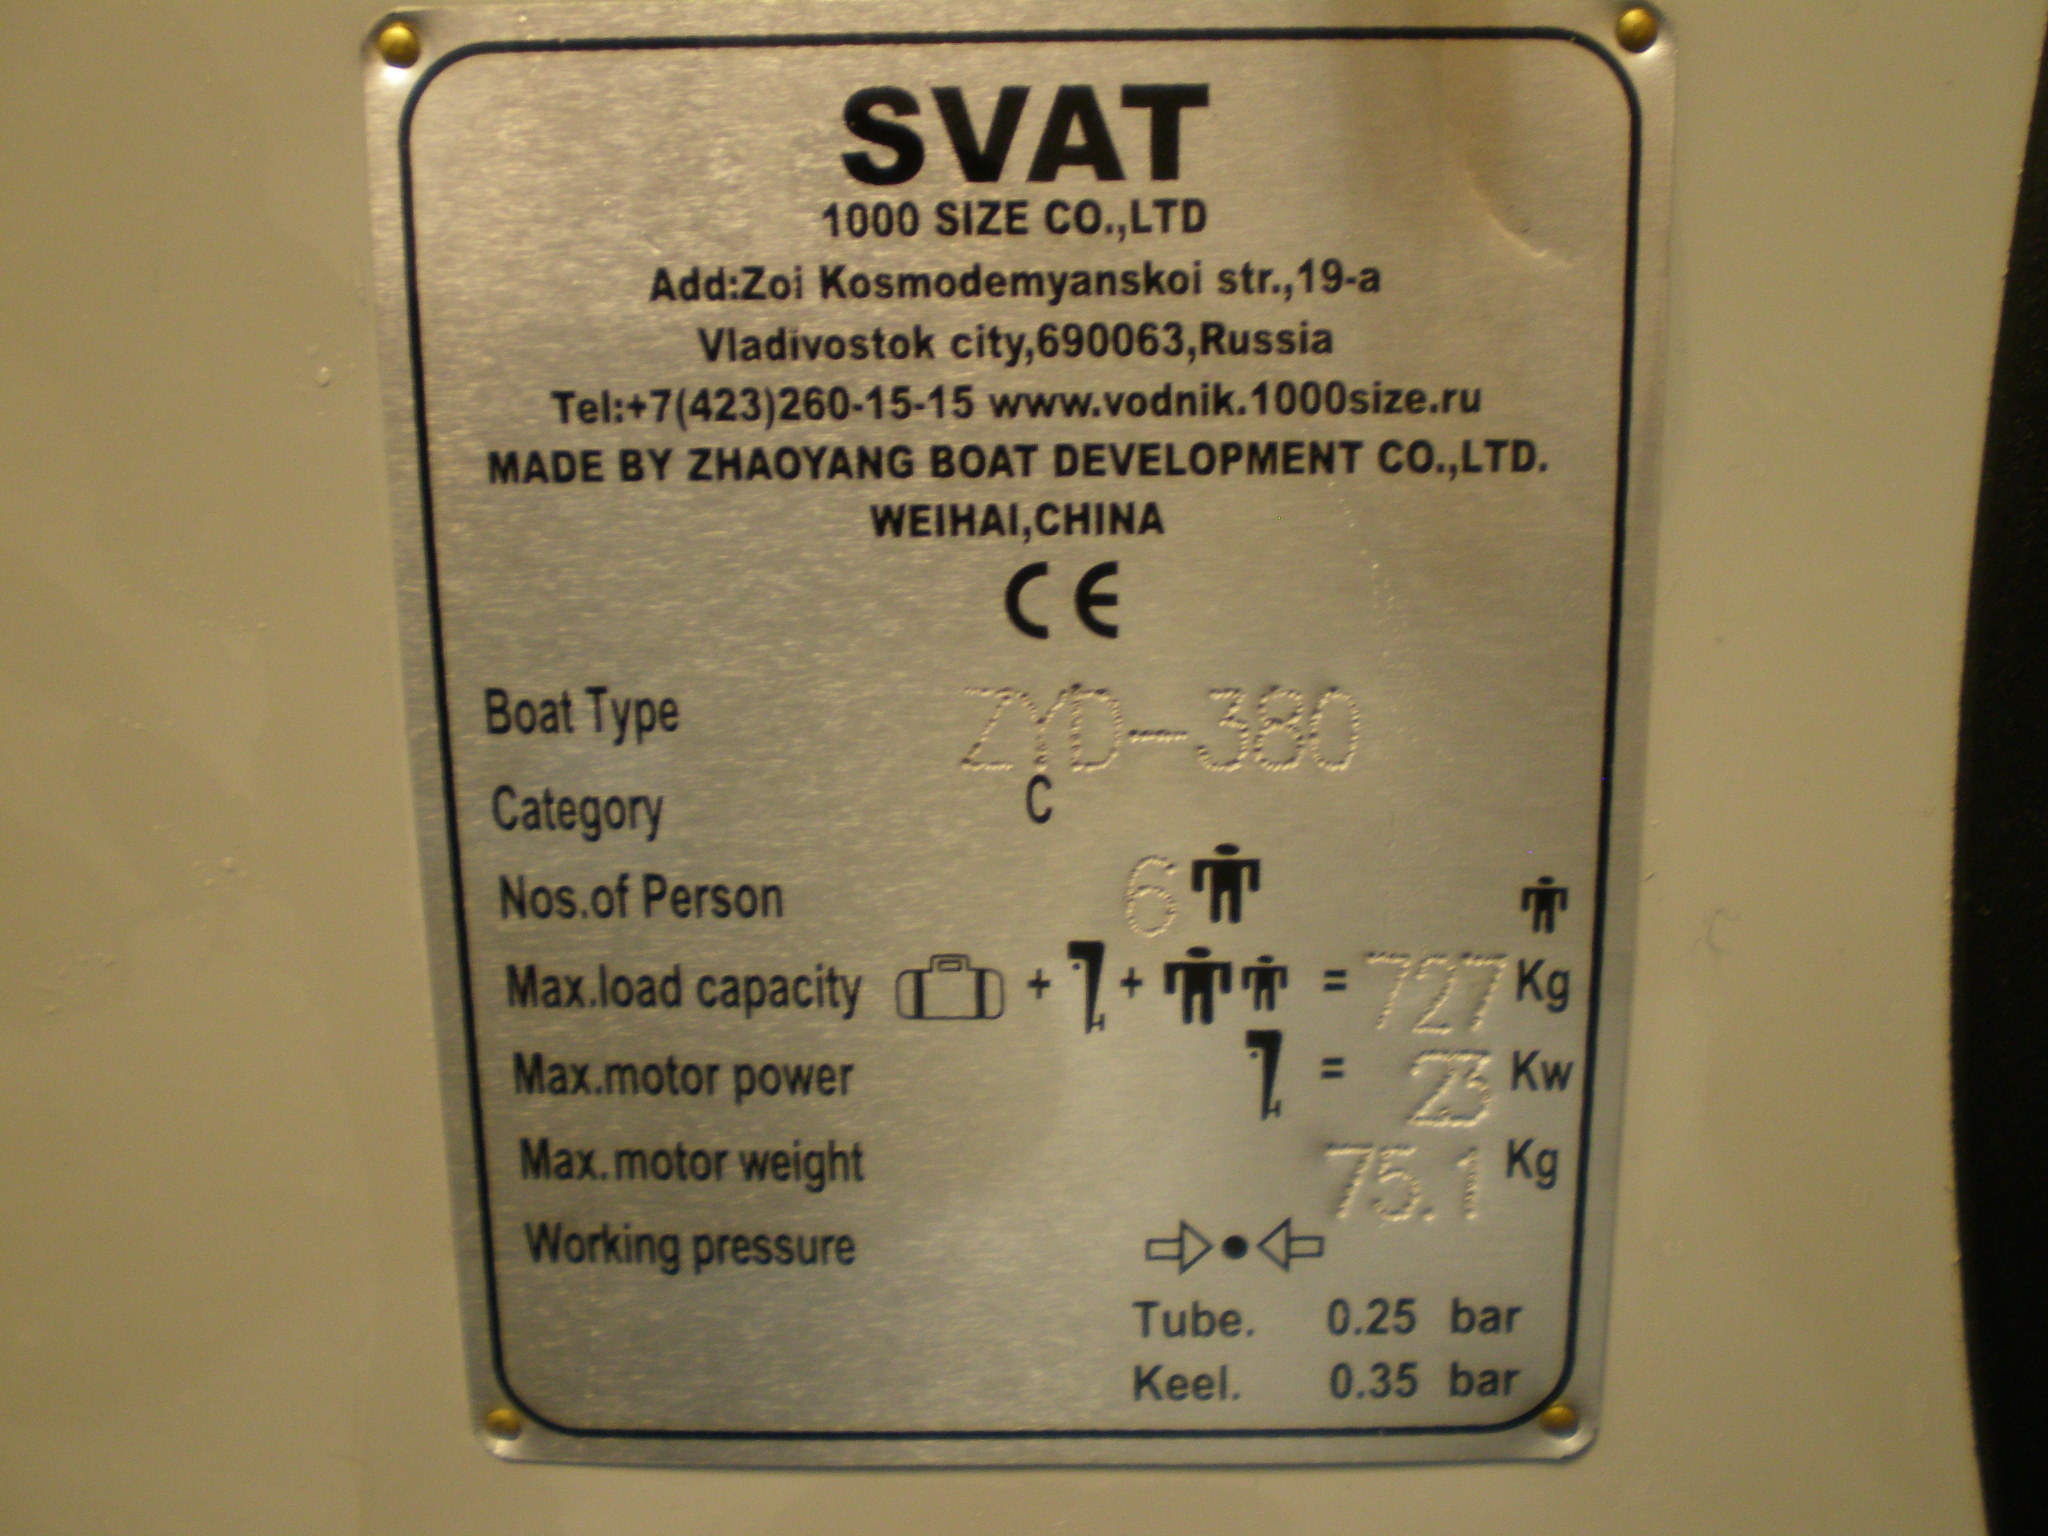 SVAT
1000 SIZE CO.,LTD
Add:Zoi Kosmodemyanskoi str.,19-a
Vladivostok city,690063,Russia
Tel:+7(423)260-15-15 www.vodnik.1000size.ru
MADE BY ZHAOYANG BOAT DEVELOPMENT CO.,LTD.
WEIHAI,CHINA
CE
Boat Type ZYD-380
Category C
Nos.of Person 6
Max.load capacity + + = 727 Kg
Max.motor power = 23 Kw
Max.motor weight 75.1 Kg
Working pressure
Tube. 0.25 bar
Keel. 0.35 bar